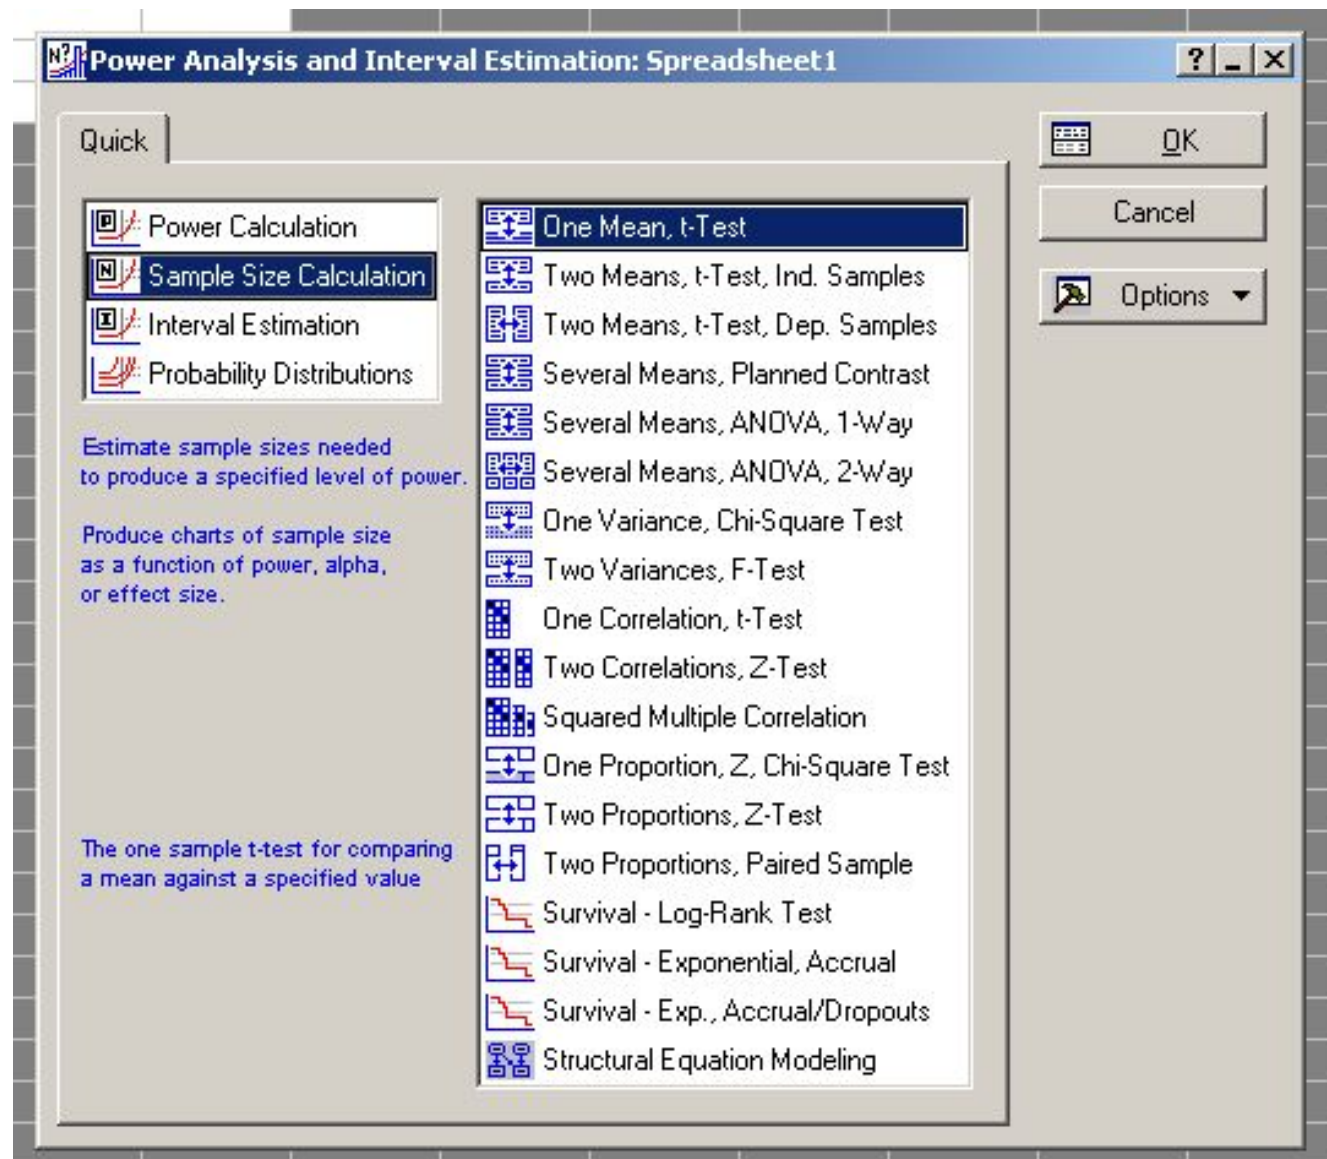 Power Analysis and Interval Estimation: Spreadsheet1
Quick
OK
Cancel
Options
Power Calculation
Sample Size Calculation
Interval Estimation
Probability Distributions
Estimate sample sizes needed
to produce a specified level of power.
Produce charts of sample size
as a function of power, alpha,
or effect size.
The one sample t-test for comparing
a mean against a specified value
One Mean, t-Test
Two Means, t-Test, Ind. Samples
Two Means, t-Test, Dep. Samples
Several Means, Planned Contrast
Several Means, ANOVA, 1-Way
Several Means, ANOVA, 2-Way
One Variance, Chi-Square Test
Two Variances, F-Test
One Correlation, t-Test
Two Correlations, Z-Test
Squared Multiple Correlation
One Proportion, Z, Chi-Square Test
Two Proportions, Z-Test
Two Proportions, Paired Sample
Survival - Log-Rank Test
Survival - Exponential, Accrual
Survival - Exp., Accrual/Dropouts
Structural Equation Modeling